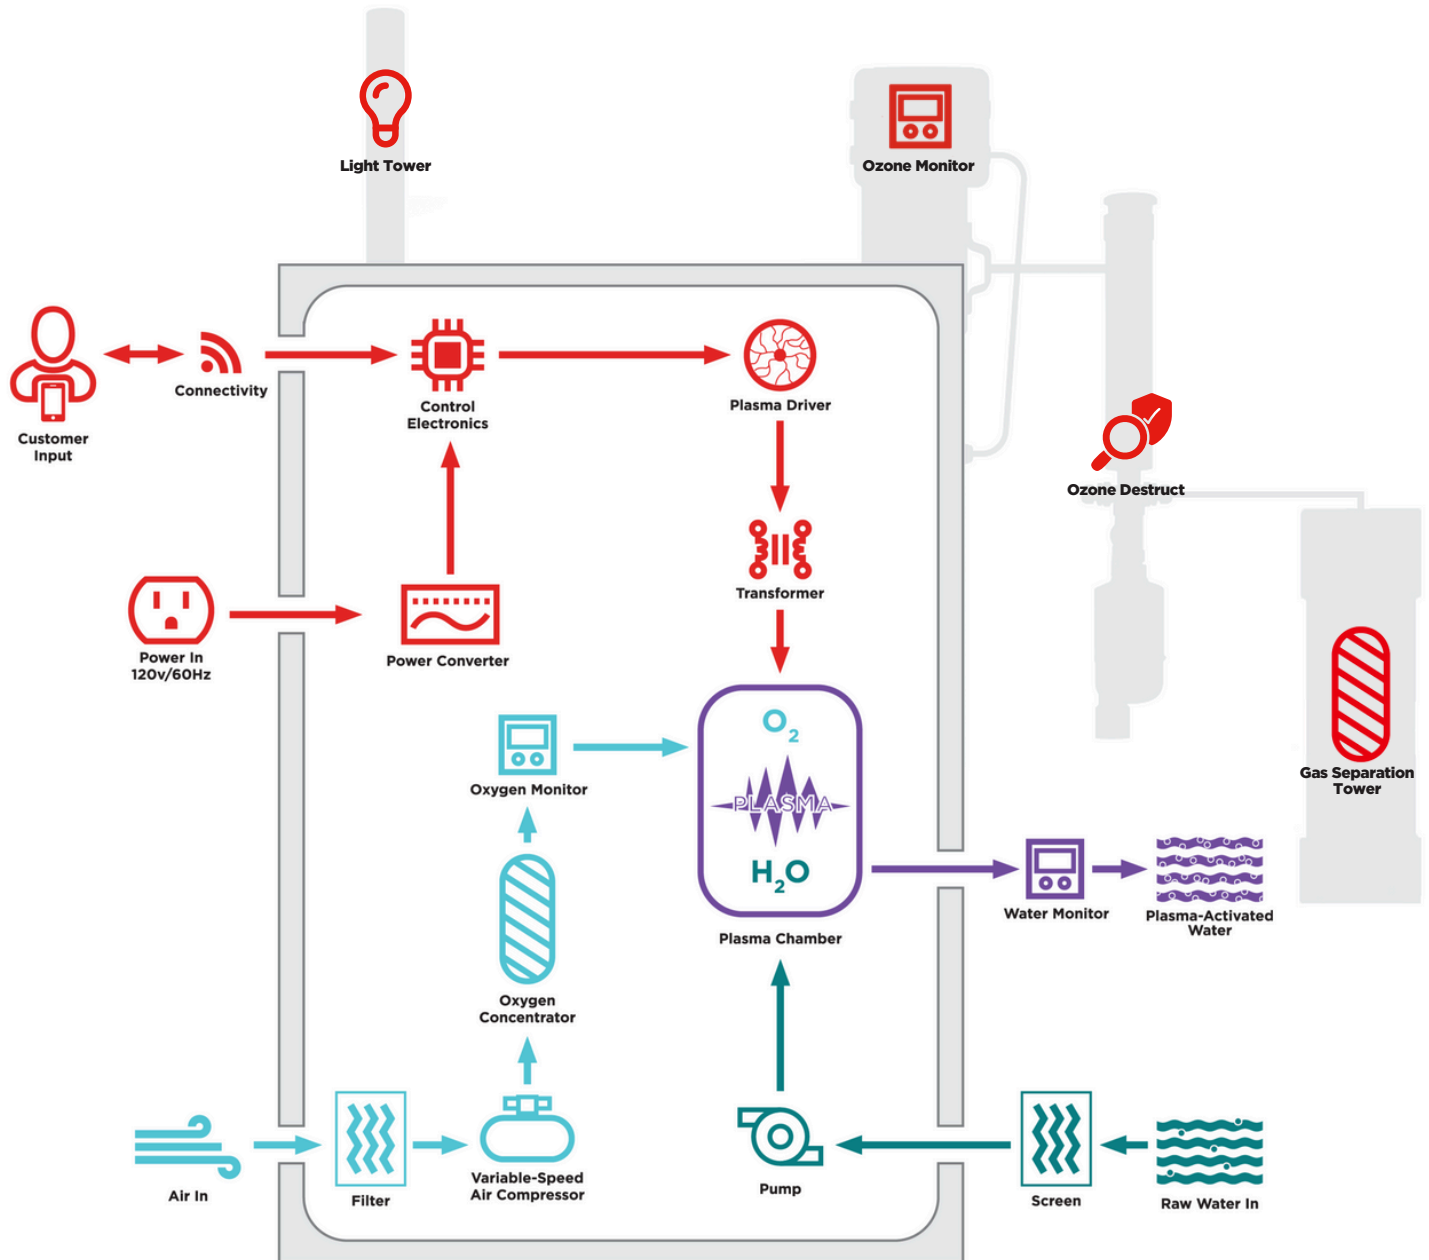 Light Tower
Ozone Monitor
Connectivity
Customer
Input
Control
Electronics
Plasma Driver
Ozone Destruct
Transformer
Power In
120v/60Hz
Power Converter
O2
PLASMA
H2O
Plasma Chamber
Oxygen Monitor
Gas Separation
Tower
Water Monitor
Plasma-Activated
Water
Oxygen
Concentrator
Air In
Filter
Variable-Speed
Air Compressor
Pump
Screen
Raw Water In